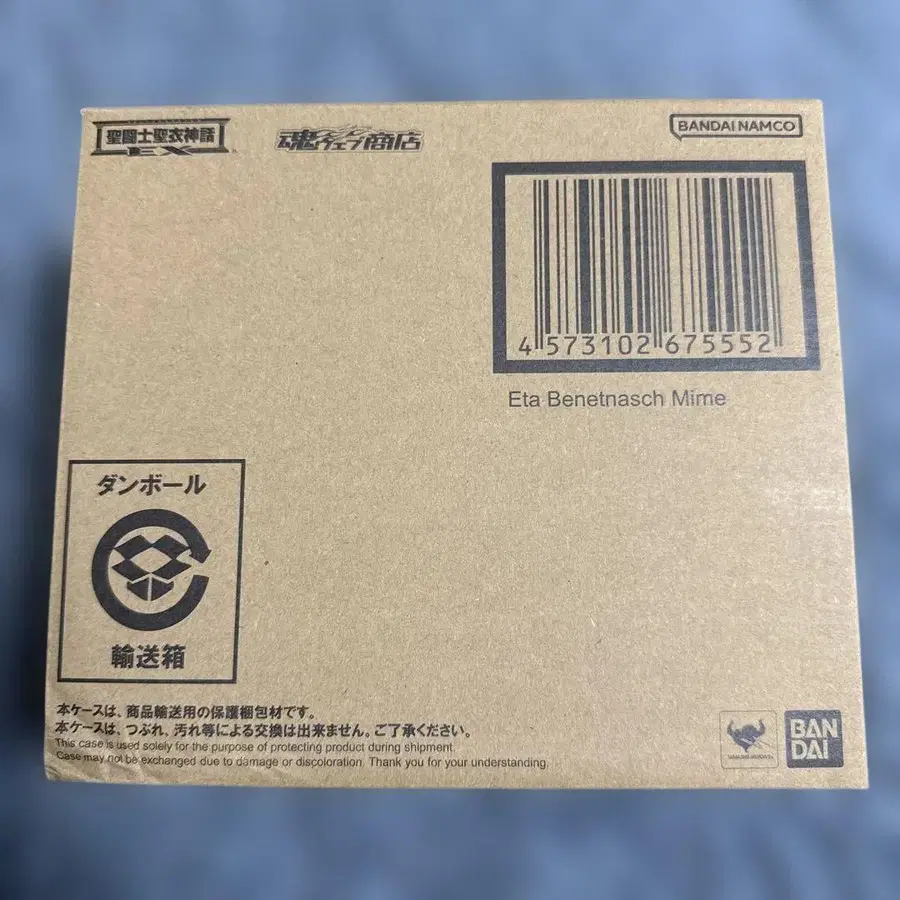 聖闘士聖衣神話
EX
魂ウェブ商店
BANDAI NAMCO
4 573102 675552
Eta Benetnasch Mime
ダンボール
輸送箱
本ケースは、商品輸送用の保護梱包材です。
本ケースは、つぶれ、汚れ等による交換は出来ません。ご了承ください。
This case is used solely for the purpose of protecting product during shipment.
Case may not be exchanged due to damage or discoloration. Thank you for your understanding.
BAN
DAI